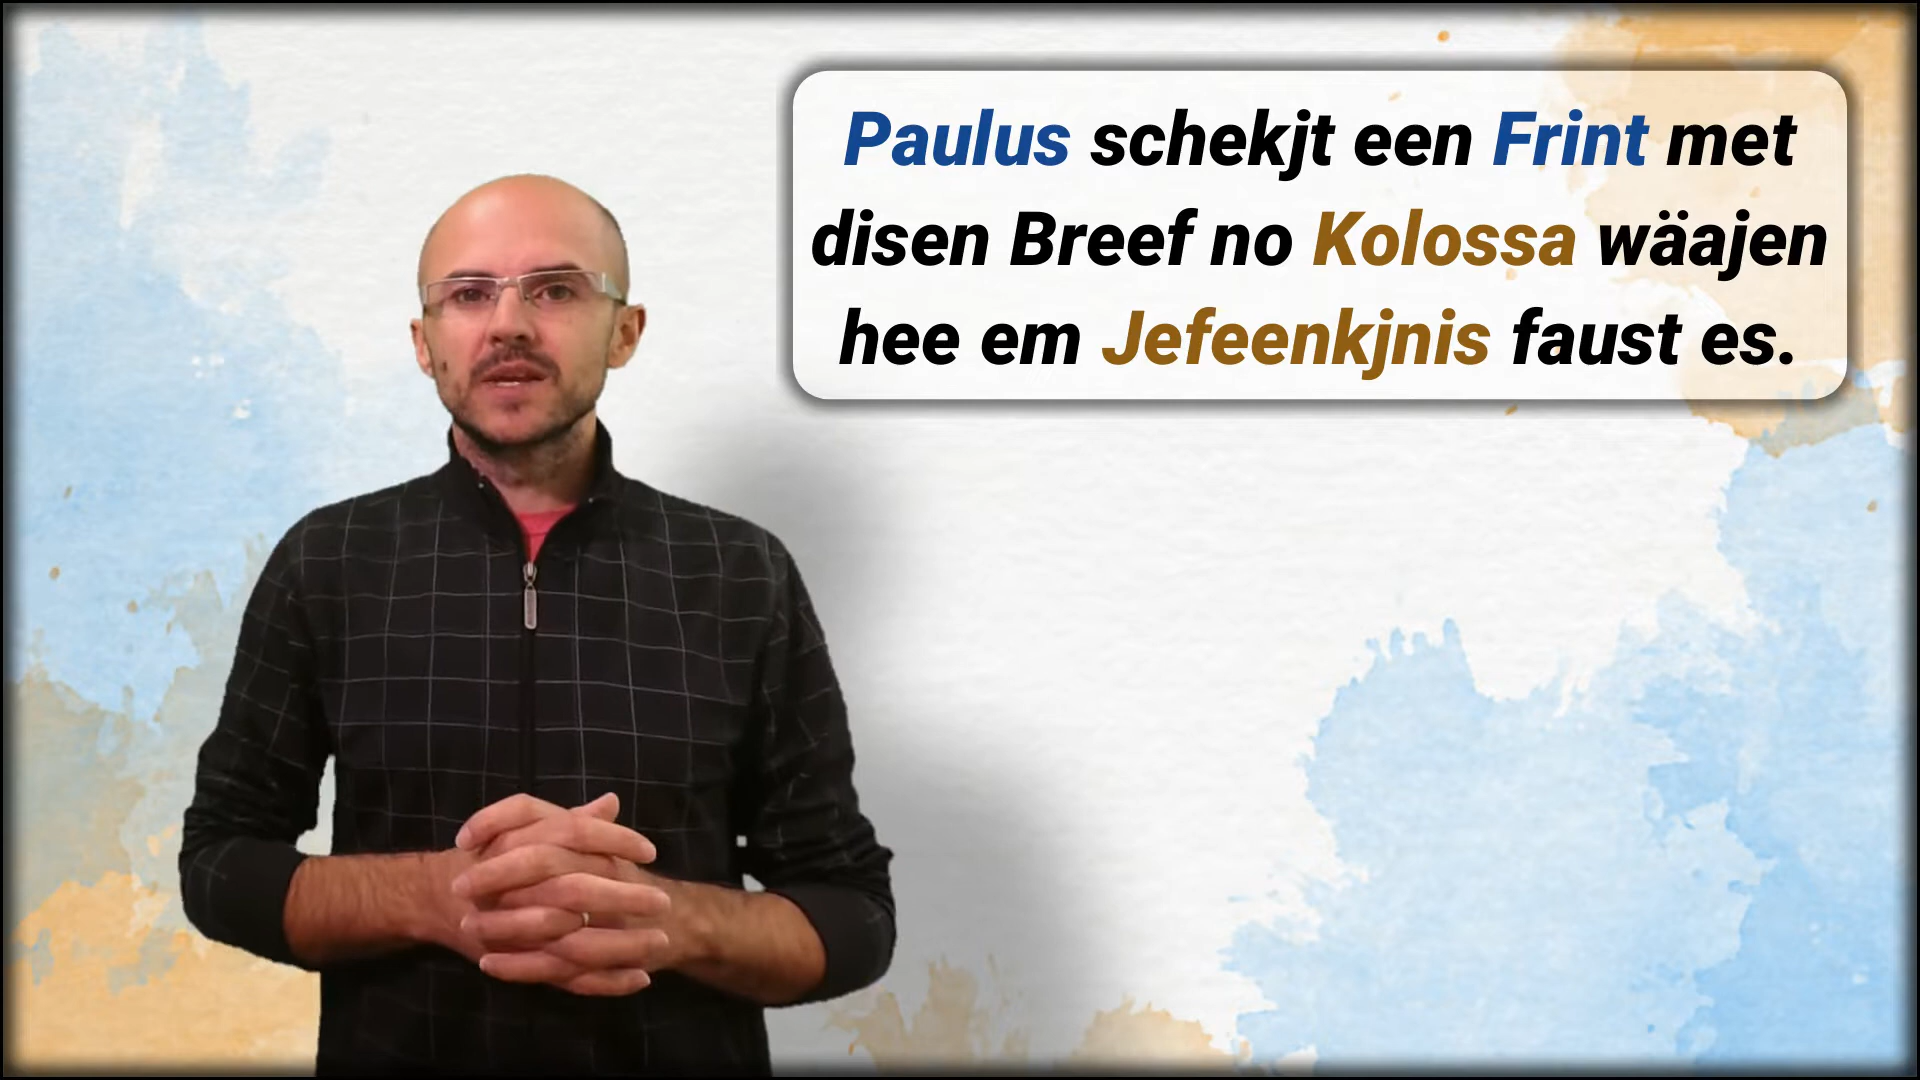 Paulus schekjt een Frint met
disen Breef no Kolossa wäajen
hee em Jefeenkjnis faust es.